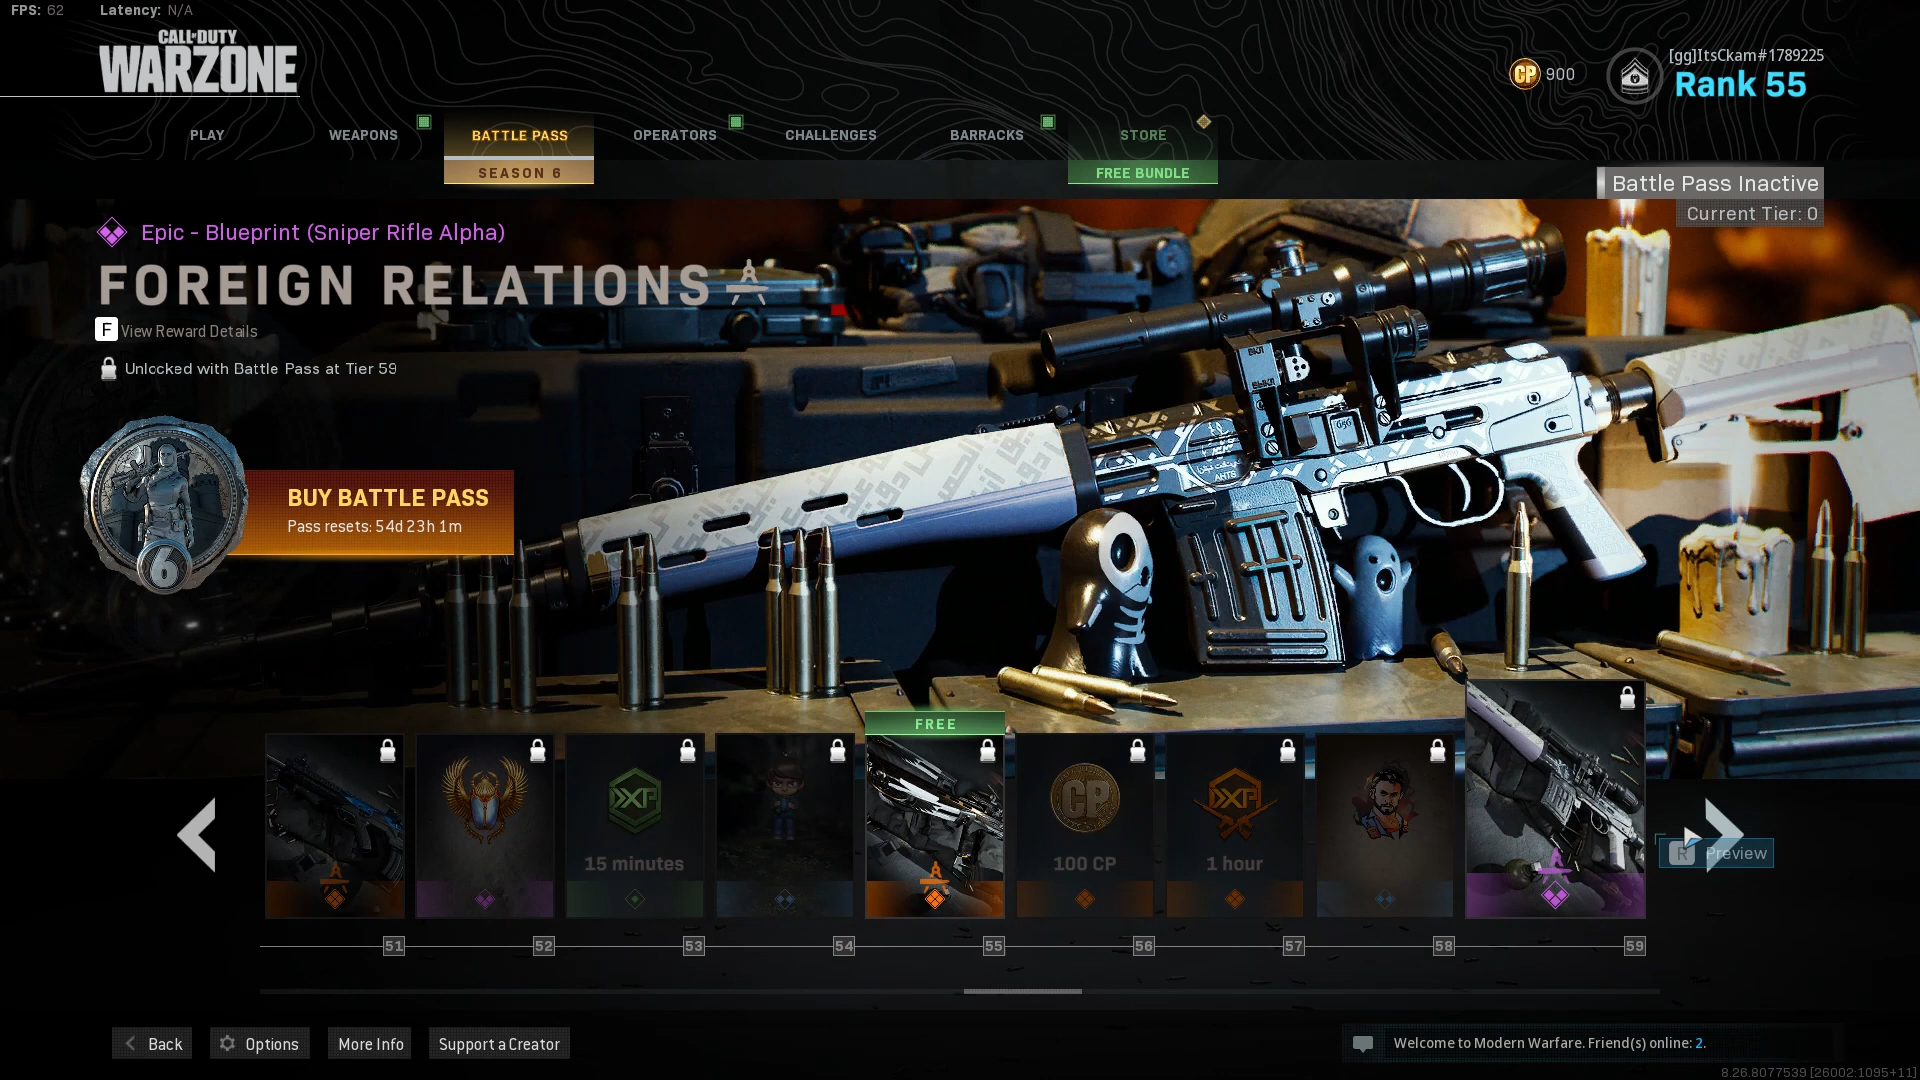 FPS: 62
Latency: N/A
CALL OF DUTY
WARZONE
CP 900
[gg]ItsCkam#1789225
Rank 55
PLAY
WEAPONS
BATTLE PASS
OPERATORS
CHALLENGES
BARRACKS
STORE
SEASON 6
FREE BUNDLE
Battle Pass Inactive
Current Tier: 0
Epic - Blueprint (Sniper Rifle Alpha)
FOREIGN RELATIONS
F View Reward Details
Unlocked with Battle Pass at Tier 59
BUY BATTLE PASS
Pass resets: 54d 23h 1m
6
FREE
2XP
15 minutes
CP
100 CP
2XP
1 hour
R Preview
51
52
53
54
55
56
57
58
59
Back
Options
More Info
Support a Creator
Welcome to Modern Warfare. Friend(s) online: 2.
8.26.8077539 [26002:1095+11]